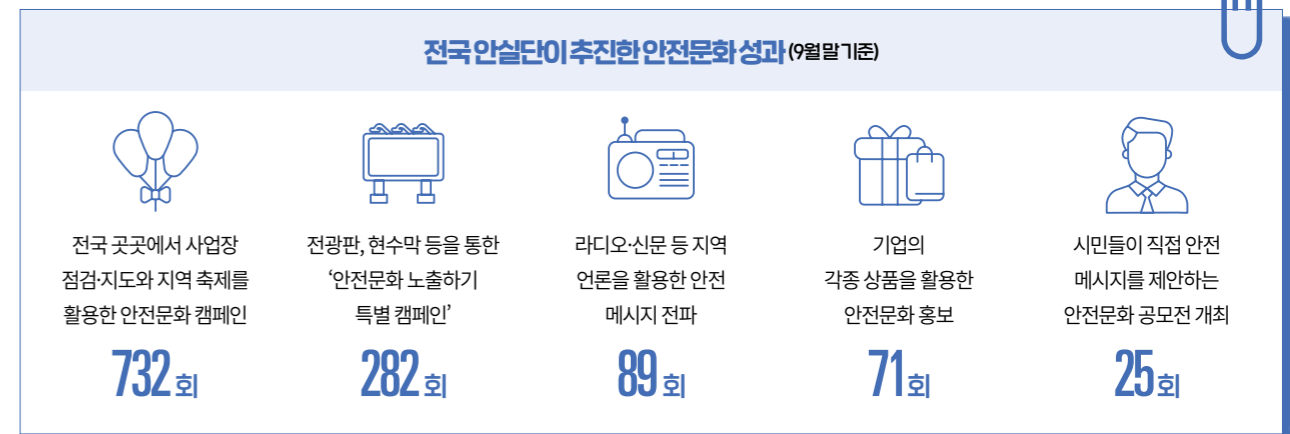 전국 안실단이 추진한 안전문화 성과 (9월 말 기준)
전국 곳곳에서 사업장
점검·지도와 지역 축제를
활용한 안전문화 캠페인
732회
전광판, 현수막 등을 통한
‘안전문화 노출하기
특별 캠페인’
282회
라디오·신문 등 지역
언론을 활용한 안전
메시지 전파
89회
기업의
각종 상품을 활용한
안전문화 홍보
71회
시민들이 직접 안전
메시지를 제안하는
안전문화 공모전 개최
25회